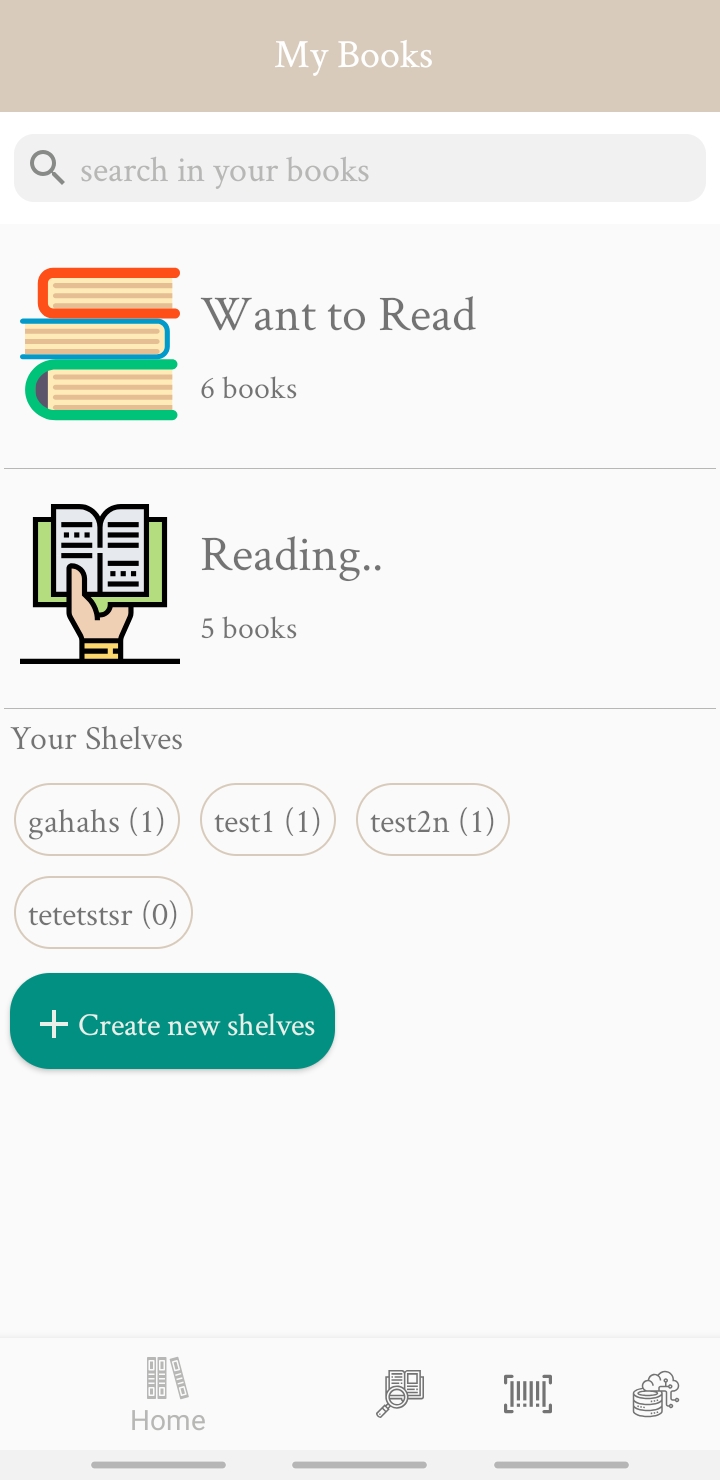 My Books
search in your books
Want to Read
6 books
Reading..
5 books
Your Shelves
gahahs (1) test1 (1) test2n (1)
tetetstsr (0)
Create new shelves
Home